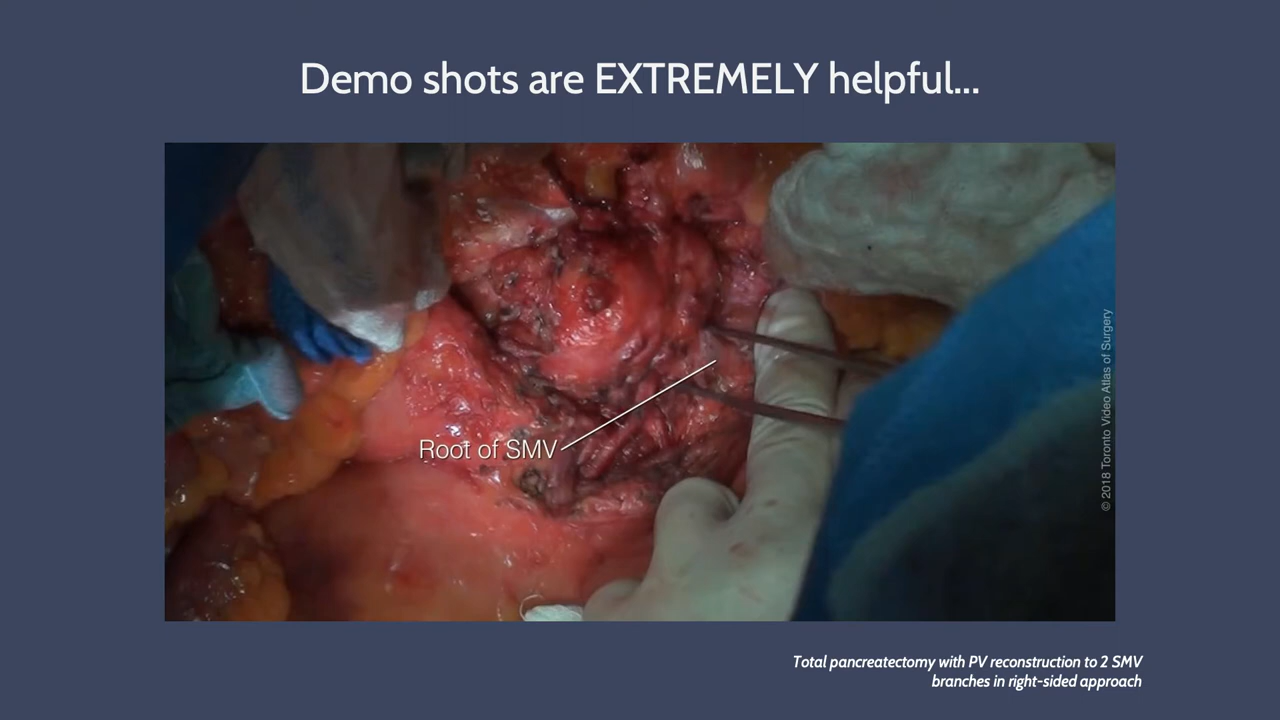 Demo shots are EXTREMELY helpful...
Root of SMV
© 2018 Toronto Video Atlas of Surgery
Total pancreatectomy with PV reconstruction to 2 SMV
branches in right-sided approach